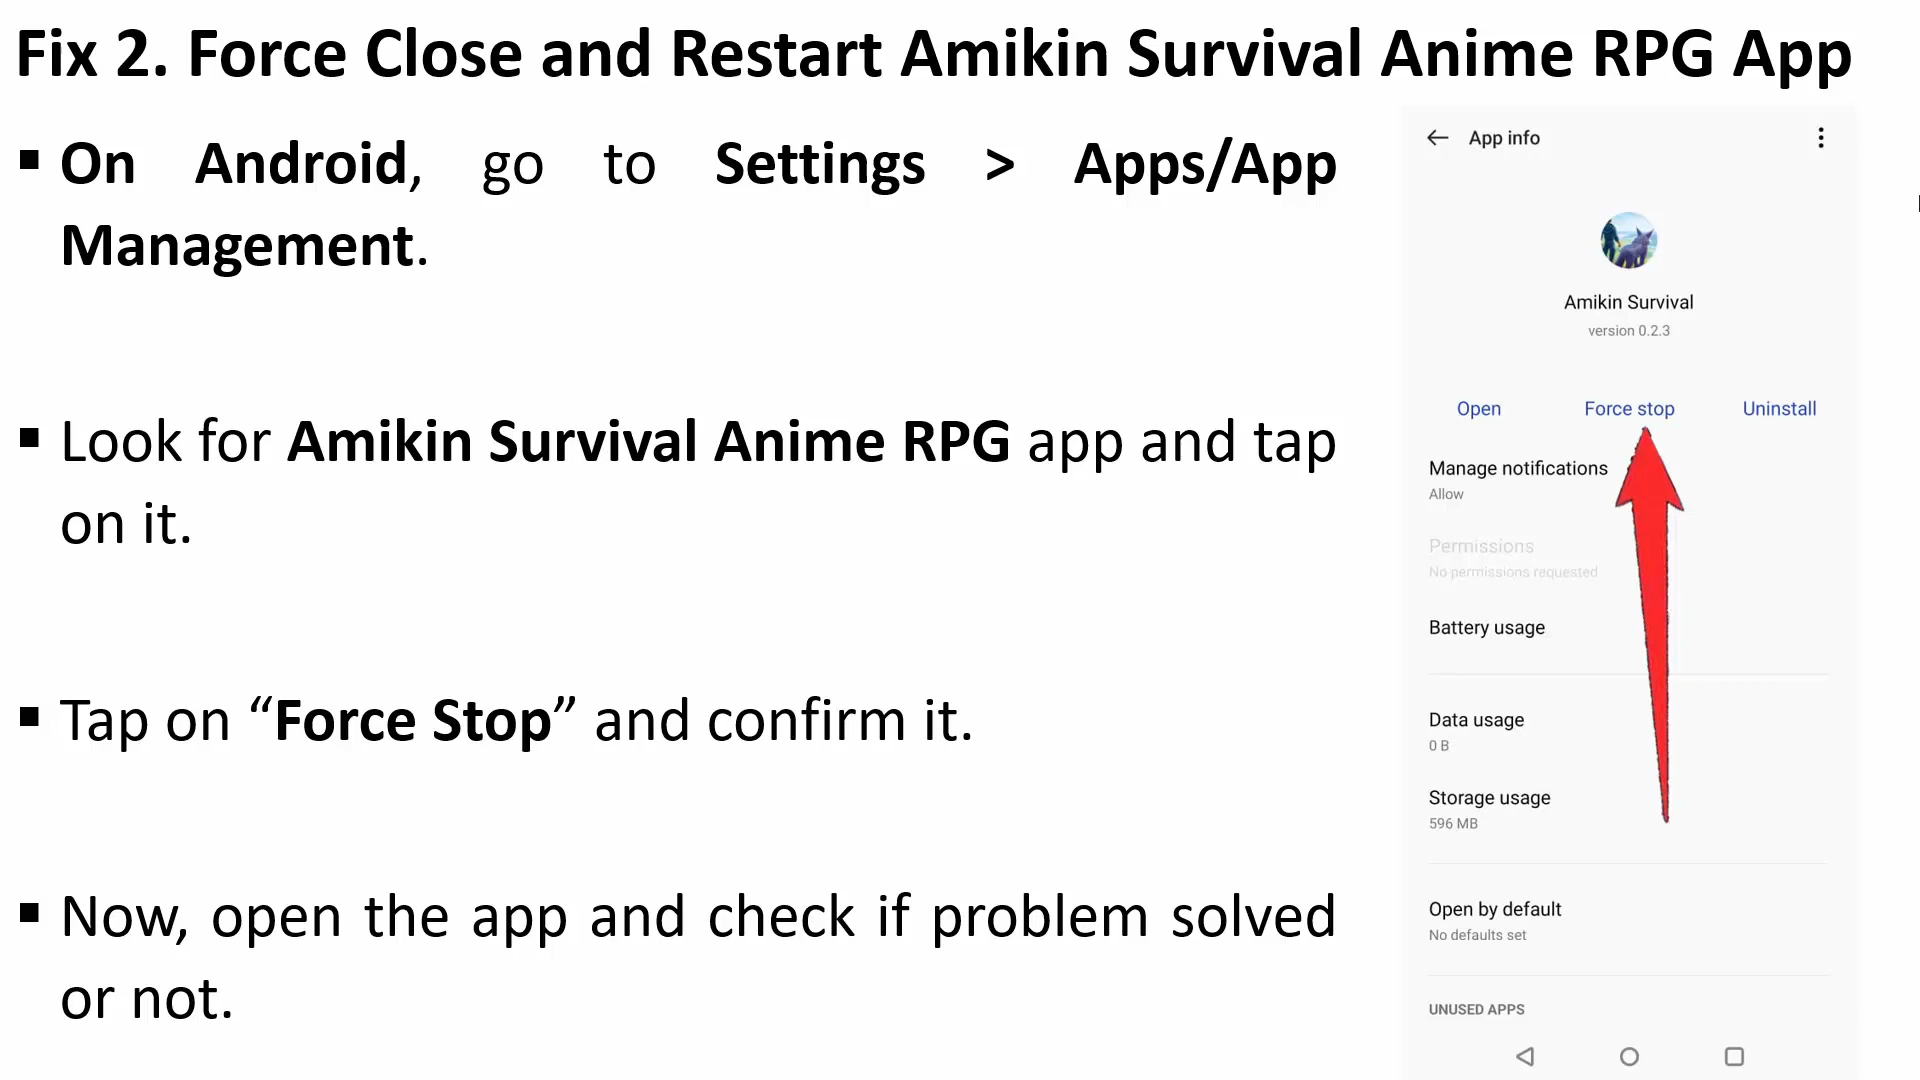 Fix 2. Force Close and Restart Amikin Survival Anime RPG App
▪ On Android, go to Settings > Apps/App
Management.
▪ Look for Amikin Survival Anime RPG app and tap
on it.
▪ Tap on “Force Stop” and confirm it.
▪ Now, open the app and check if problem solved
or not.
App info
Amikin Survival
version 0.2.3
Open Force stop Uninstall
Manage notifications
Allow
Permissions
No permissions requested
Battery usage
Data usage
0 B
Storage usage
596 MB
Open by default
No defaults set
UNUSED APPS